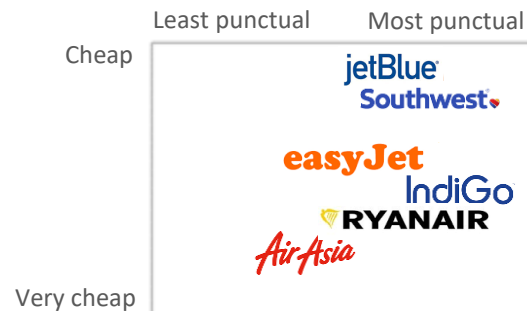 Least punctual Most punctual
Cheap
jetBlue
Southwest
easyJet
IndiGo
RYANAIR
AirAsia
Very cheap